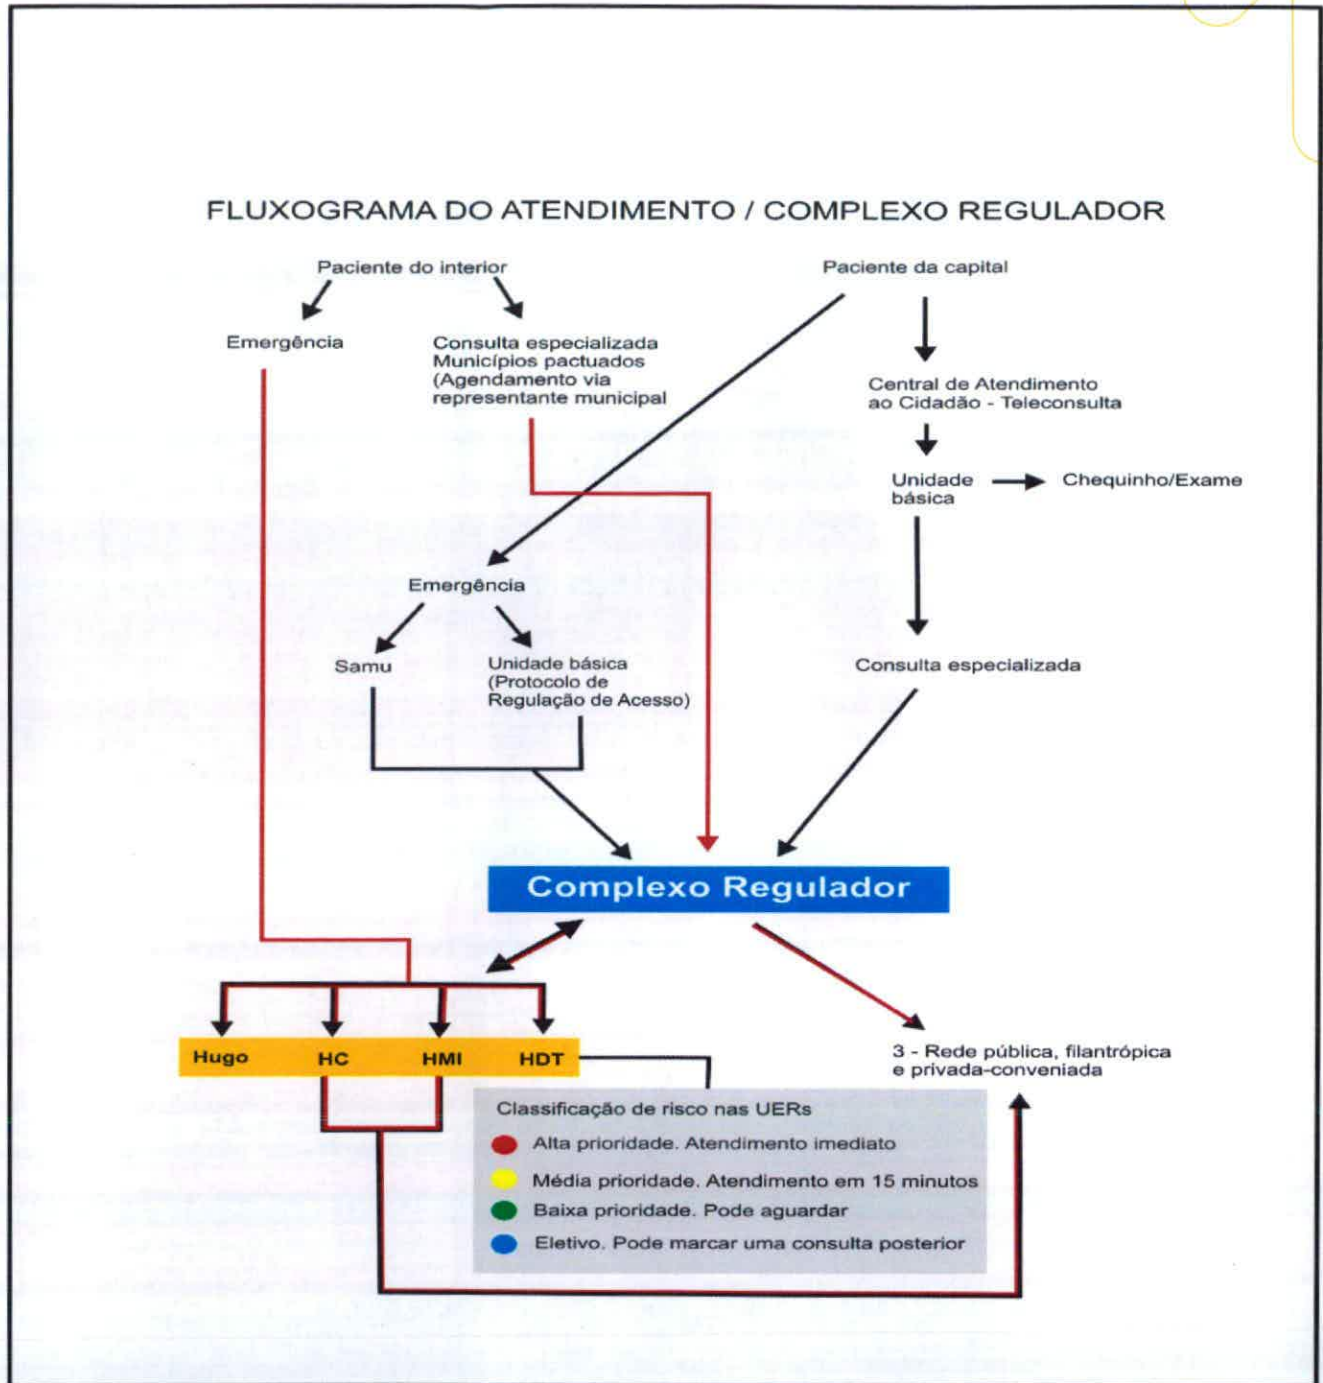 FLUXOGRAMA DO ATENDIMENTO / COMPLEXO REGULADOR
Paciente do interior
Paciente da capital
Emergência
Consulta especializada
Municípios pactuados
(Agendamento via
representante municipal
Central de Atendimento
ao Cidadão - Teleconsulta
Unidade
básica
Chequinho/Exame
Emergência
Samu
Unidade básica
(Protocolo de
Regulação de Acesso)
Consulta especializada
Complexo Regulador
Hugo
HC
HMI
HDT
3 - Rede pública, filantrópica
e privada-conveniada
Classificação de risco nas UERs
Alta prioridade. Atendimento imediato
Média prioridade. Atendimento em 15 minutos
Baixa prioridade. Pode aguardar
Eletivo. Pode marcar uma consulta posterior